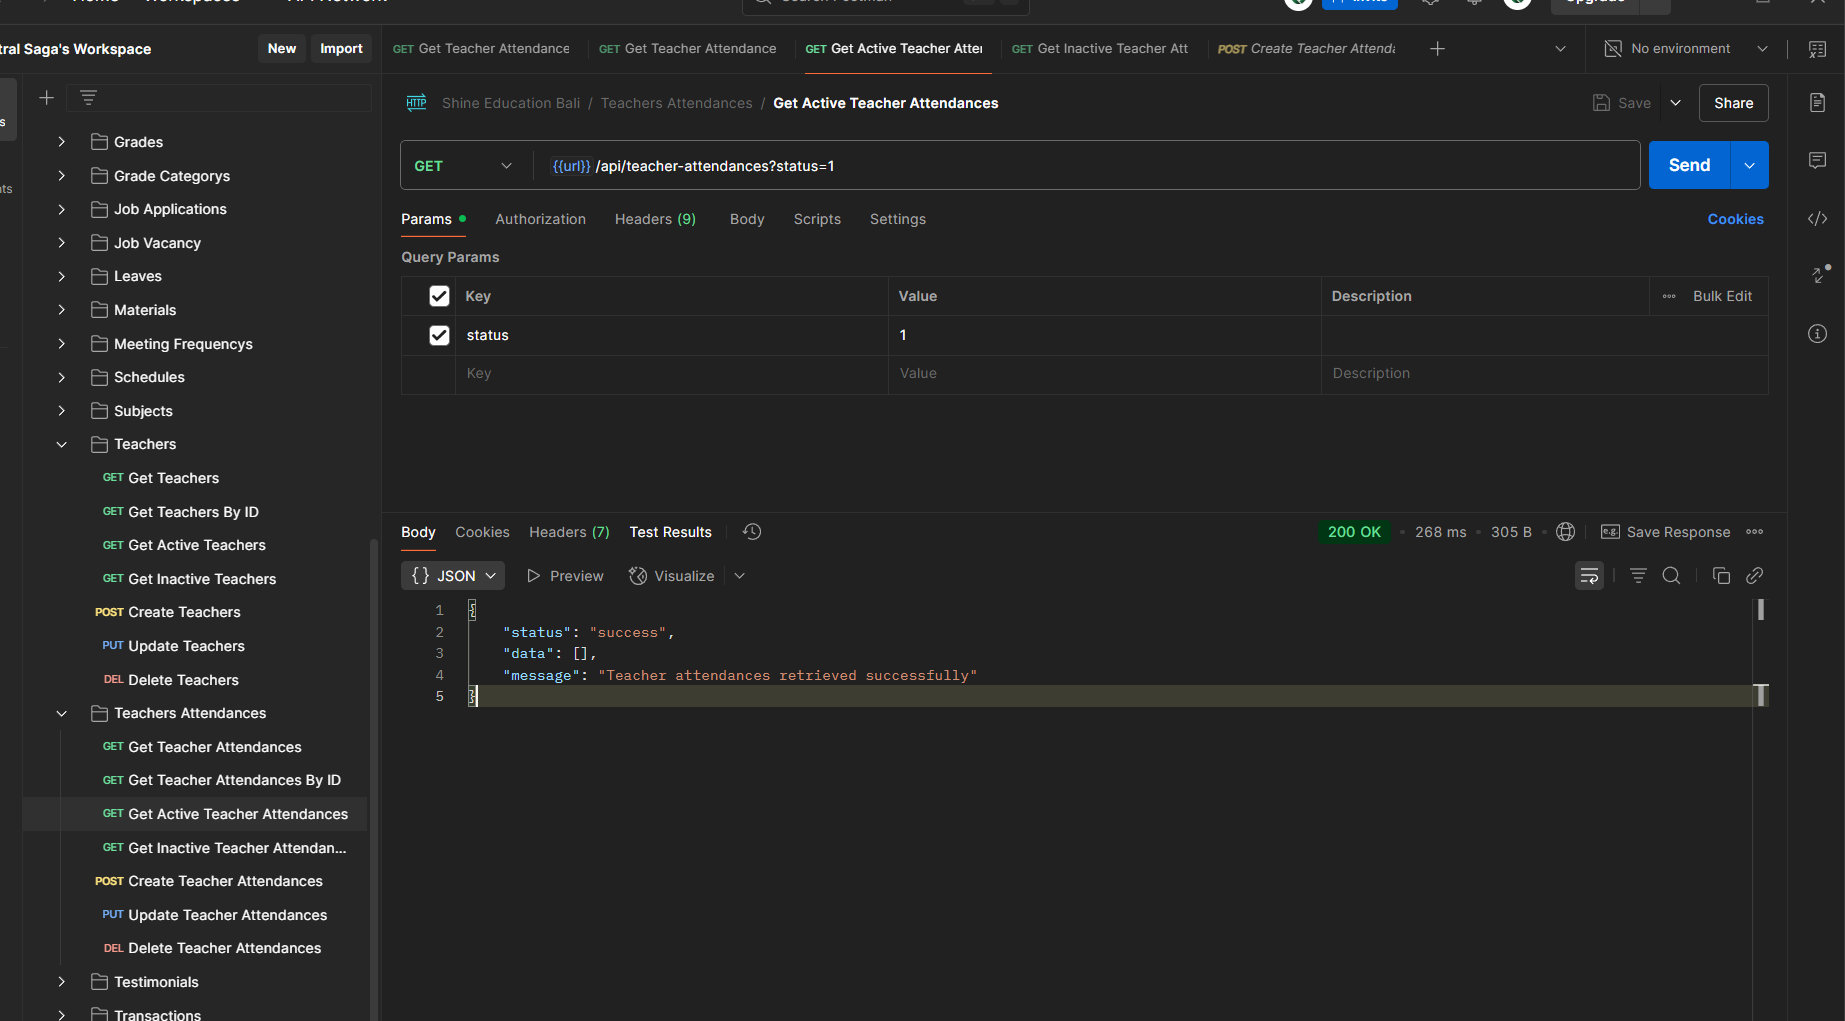 tral Saga's Workspace
New
Import
GET Get Teacher Attendance
GET Get Teacher Attendance
GET Get Active Teacher Atter
GET Get Inactive Teacher Att
POST Create Teacher Attend
No environment
HTTP
Shine Education Bali / Teachers Attendances / Get Active Teacher Attendances
Save
Share
GET
{{url}} /api/teacher-attendances?status=1
Send
Params
Authorization
Headers (9)
Body
Scripts
Settings
Cookies
Query Params
Key
Value
Description
Bulk Edit
status
1
Key
Value
Description
Grades
Grade Categorys
Job Applications
Job Vacancy
Leaves
Materials
Meeting Frequencys
Schedules
Subjects
Teachers
GET Get Teachers
GET Get Teachers By ID
GET Get Active Teachers
GET Get Inactive Teachers
POST Create Teachers
PUT Update Teachers
DEL Delete Teachers
Teachers Attendances
GET Get Teacher Attendances
GET Get Teacher Attendances By ID
GET Get Active Teacher Attendances
GET Get Inactive Teacher Attendan...
POST Create Teacher Attendances
PUT Update Teacher Attendances
DEL Delete Teacher Attendances
Testimonials
Transactions
Body
Cookies
Headers (7)
Test Results
200 OK
268 ms
305 B
e.g.
Save Response
{} JSON
Preview
Visualize
1 {
2 "status": "success",
3 "data": [],
4 "message": "Teacher attendances retrieved successfully"
5 }